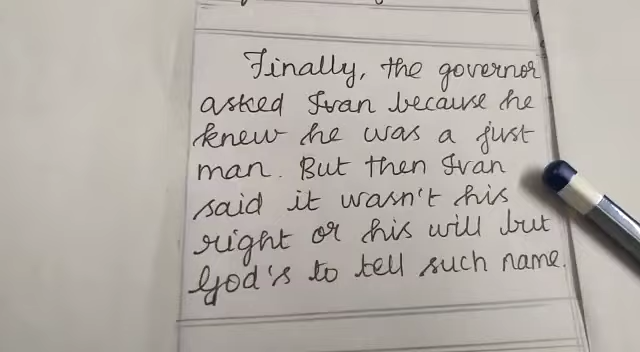 Finally, the governor
asked Ivan because he
knew he was a just
man. But then Ivan
said it wasn't his
right or his will but
God's to tell such name.